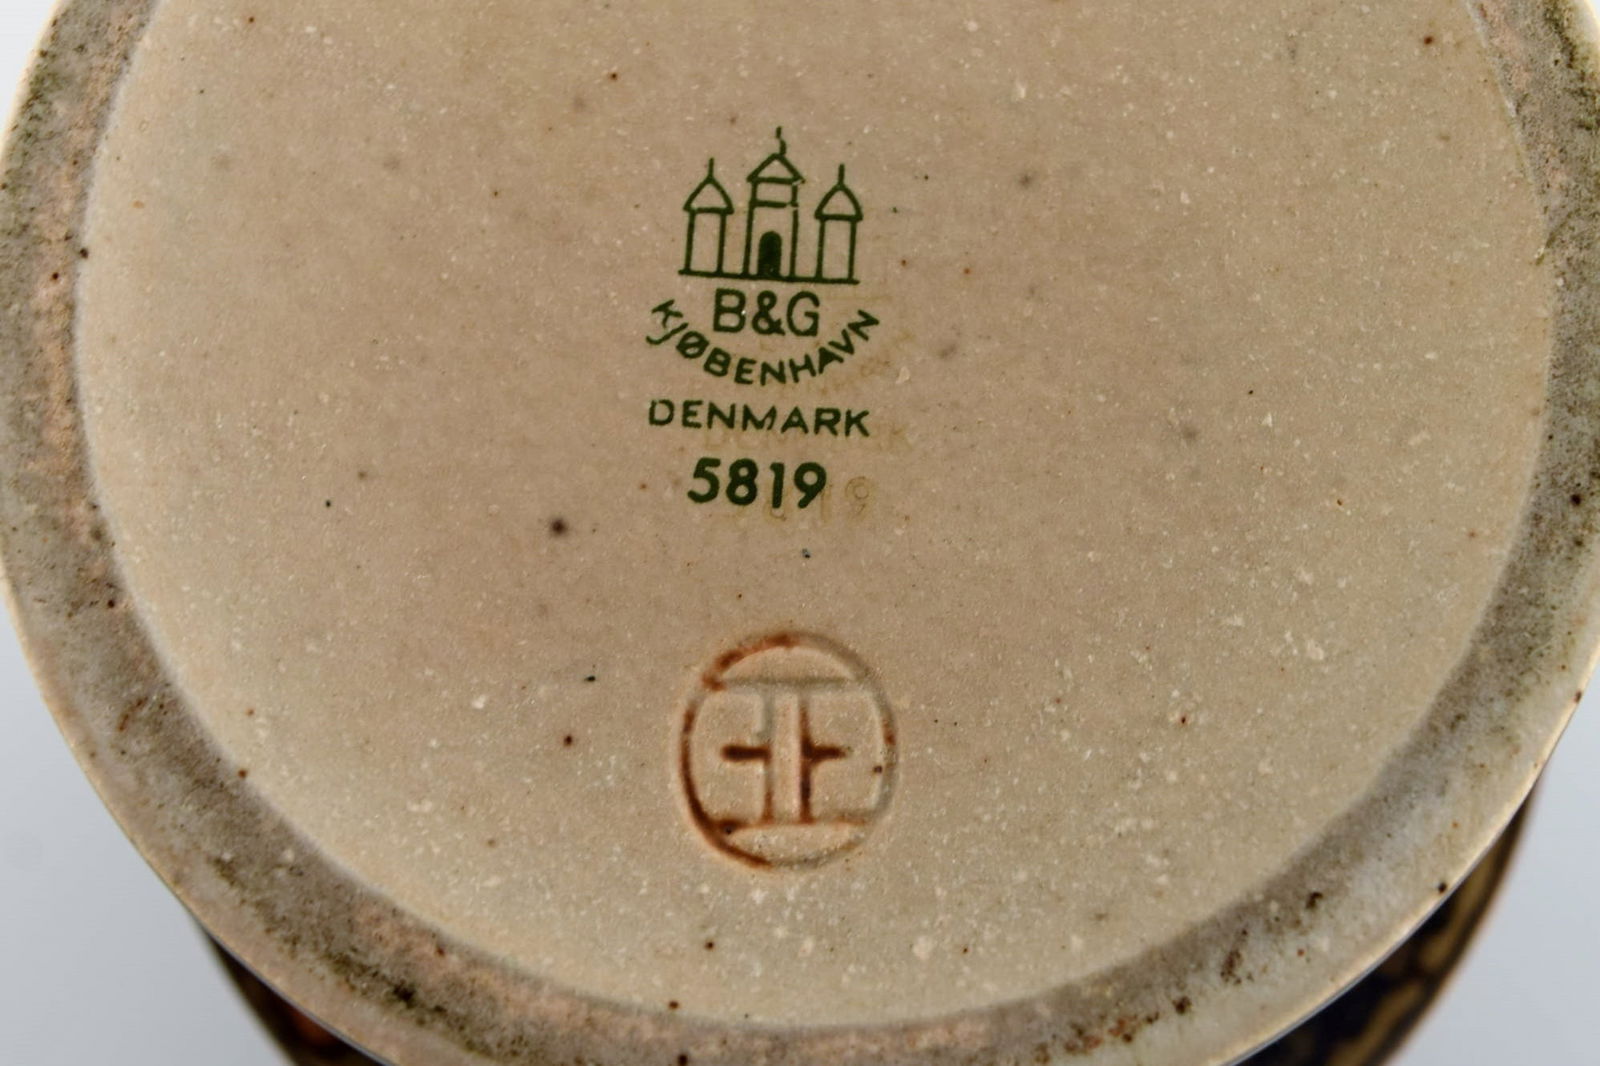 B&G
KJØBENHAVN
DENMARK
5819